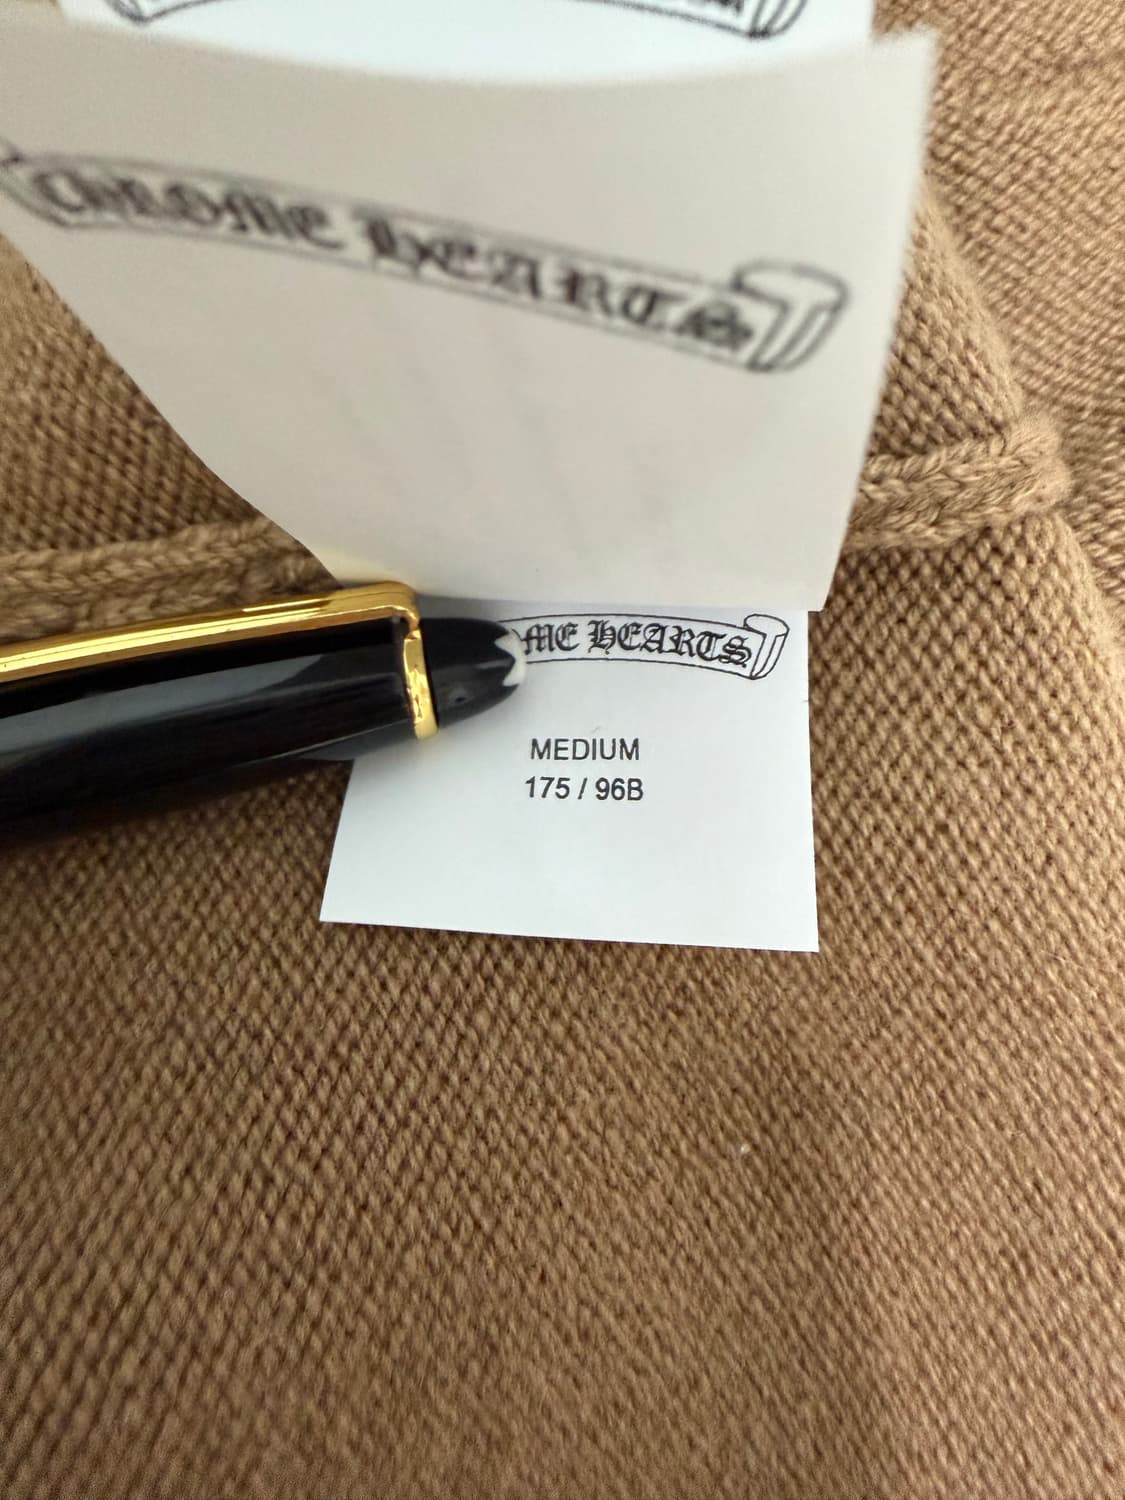 CHROME HEARTS
ME HEARTS
MEDIUM
175 / 96B